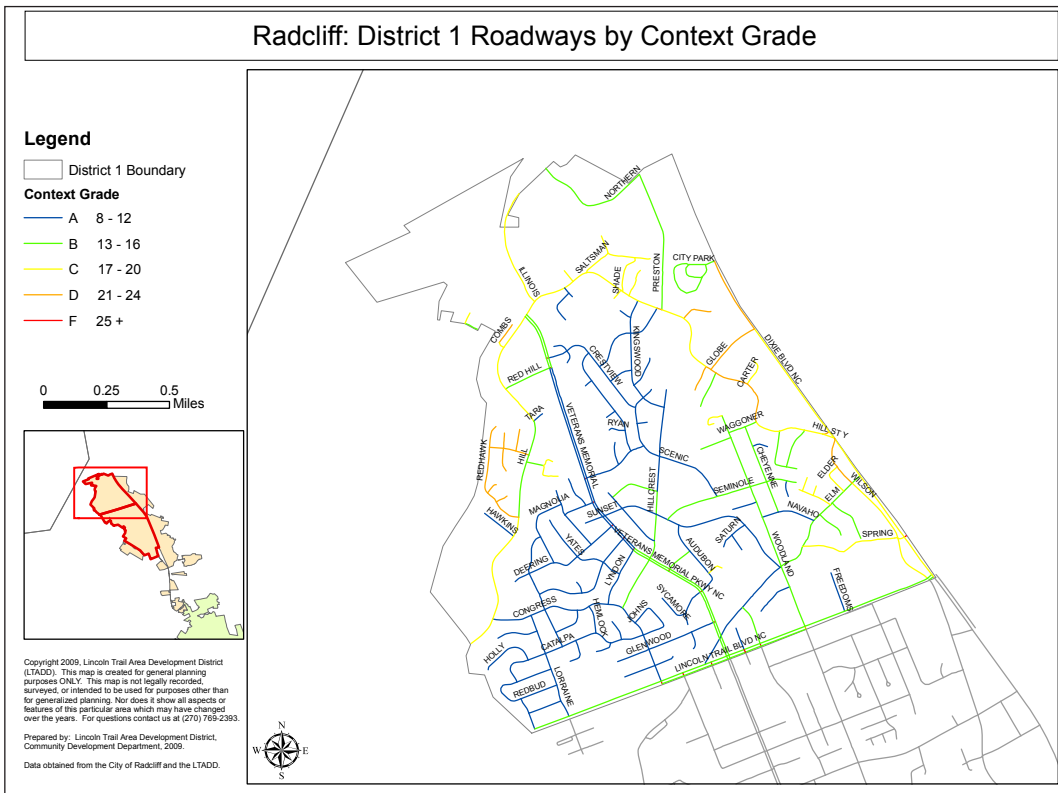 Radcliff: District 1 Roadways by Context Grade
Legend
District 1 Boundary
Context Grade
A 8 - 12
B 13 - 16
C 17 - 20
D 21 - 24
F 25 +
0 0.25 0.5
Miles
Copyright 2009, Lincoln Trail Area Development District
(LTADD). This map is created for general planning
purposes ONLY. This map is not legally recorded,
surveyed, or intended to be used for purposes other than
for generalized planning. Nor does it show all aspects or
features of this particular area which may have changed
over the years. For questions contact us at (270) 769-2393.
Prepared by: Lincoln Trail Area Development District,
Community Development Department, 2009.
Data obtained from the City of Radcliff and the LTADD.
N
W E
S
NORTHERN
SALTSMAN
CITY PARK
ILLINOIS
SHADE
PRESTON
COMBS
KINGSWOOD
DIXIE BLVD NC
GLOBE
CRESTVIEW
RED HILL
CARTER
TARA
VETERANS MEMORIAL
RYAN
WAGGONER
HILL ST Y
REDHAWK
HILL
SCENIC
CHEYENNE
ELDER
WILSON
HILLCREST
SEMINOLE
ELM
MAGNOLIA
SUNSET
NAVAHO
HAWKINS
YATES
VETERANS MEMORIAL PKWY NC
AUDUBON
SATURN
WOODLAND
SPRING
DEERING
LYNDON
FREEDOMS
CONGRESS
HEMLOCK
JOHNS
SYCAMORE
HOLLY
CATALPA
GLENWOOD
LINCOLN TRAIL BLVD NC
REDBUD
LORRAINE